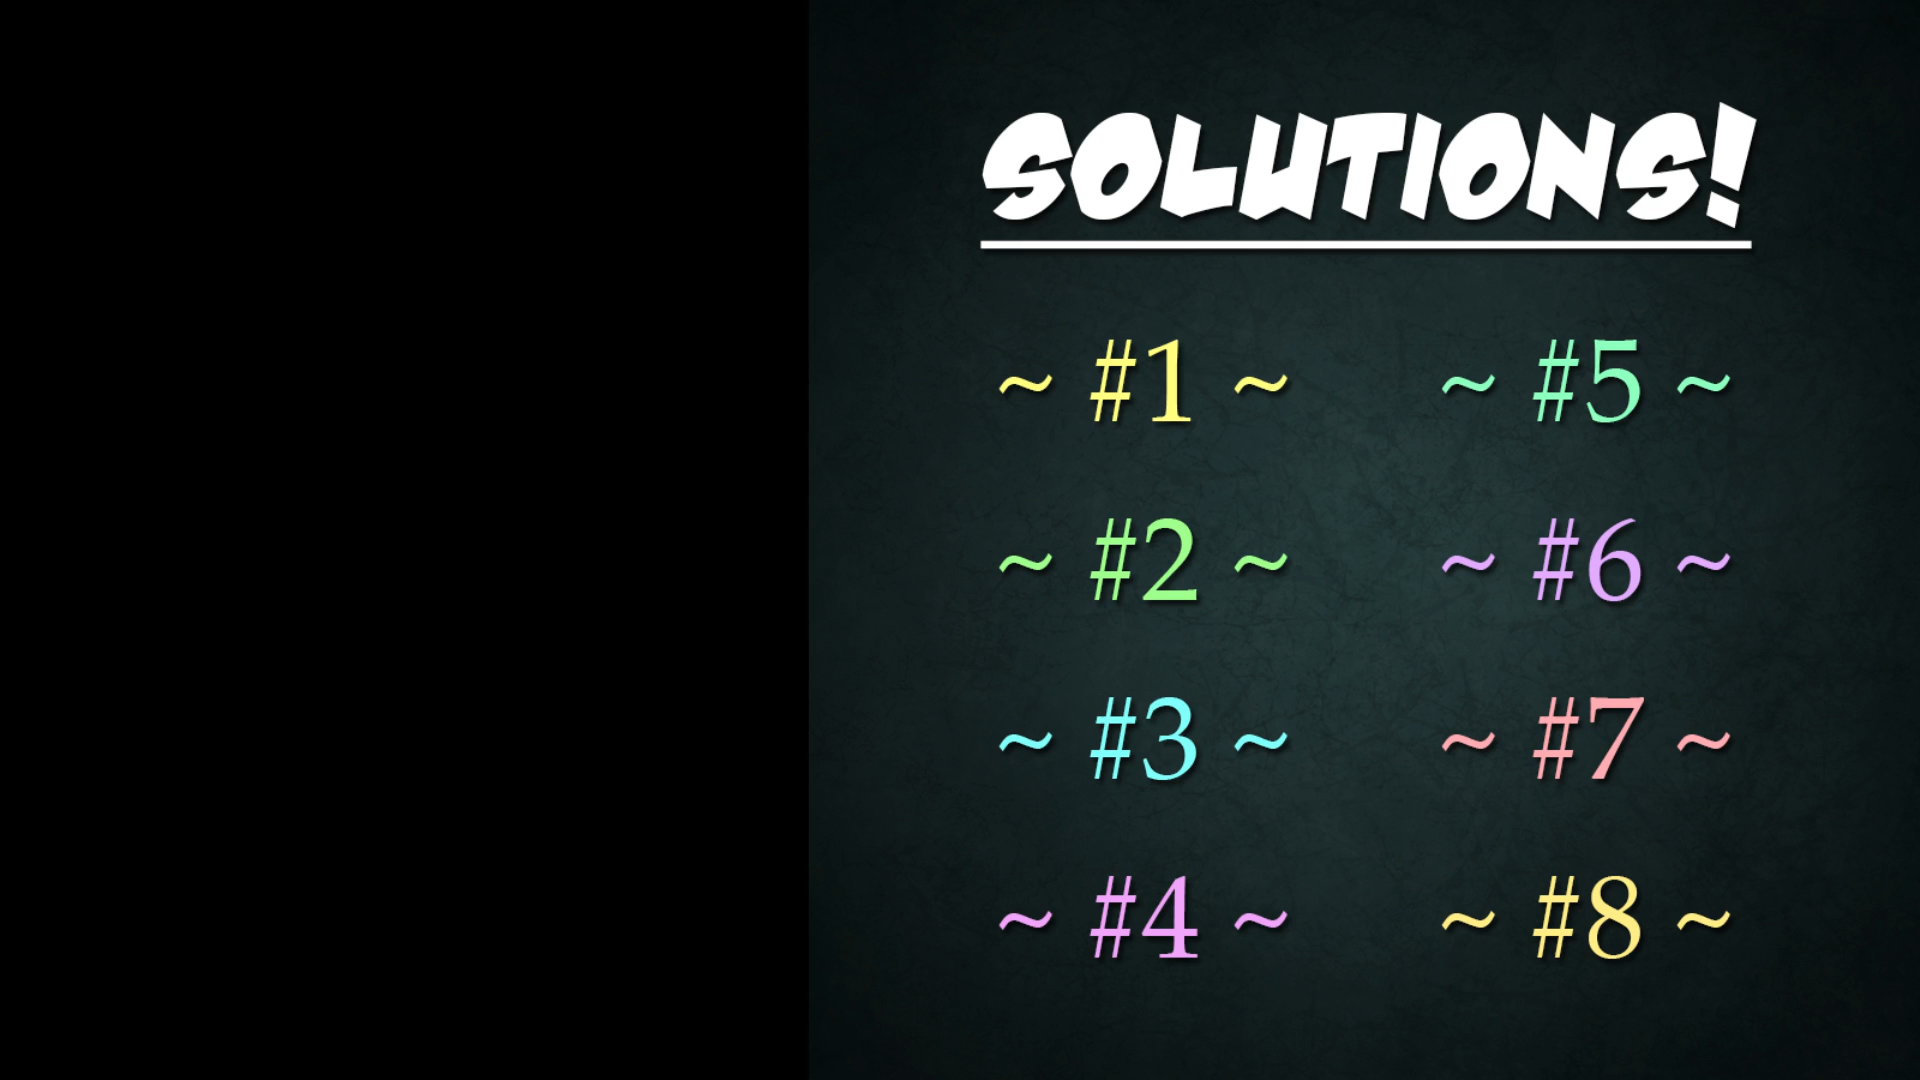 SOLUTIONS!
~ #1 ~
~ #2 ~
~ #3 ~
~ #4 ~
~ #5 ~
~ #6 ~
~ #7 ~
~ #8 ~